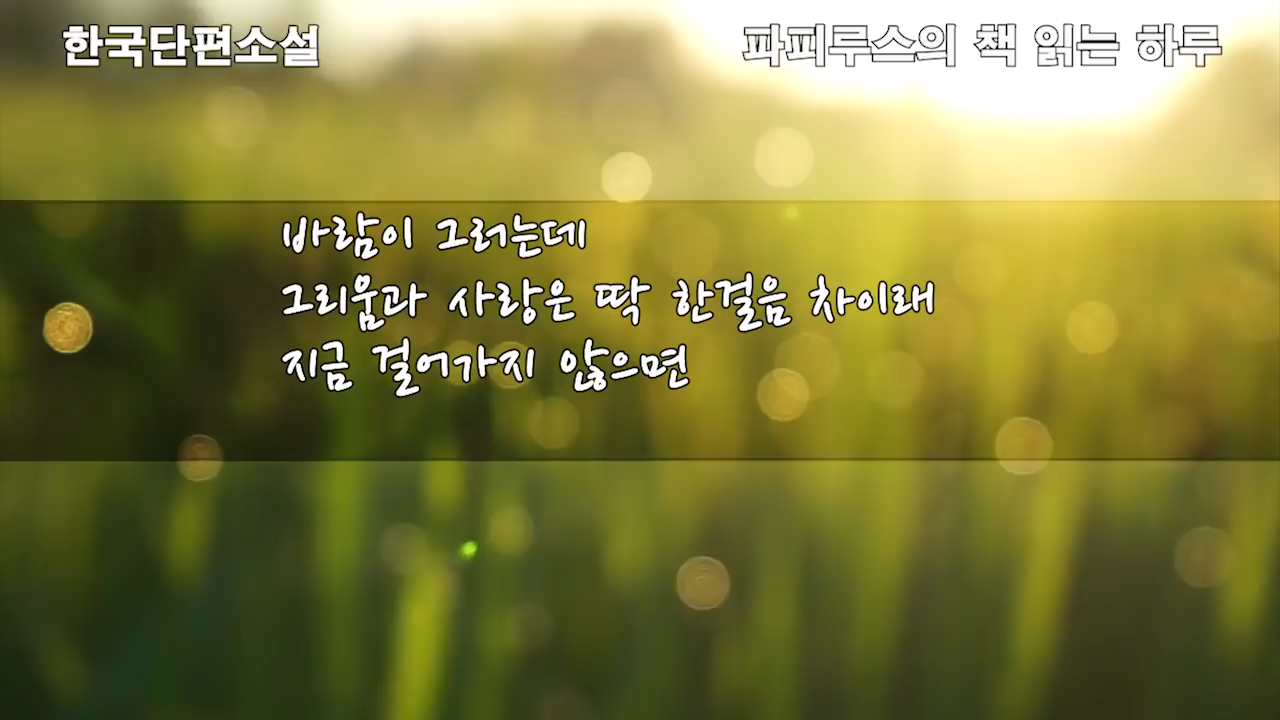 한국단편소설
파피루스의 책 읽는 하루
바람이 그러는데
그리움과 사랑은 딱 한걸음 차이래
지금 걸어가지 않으면